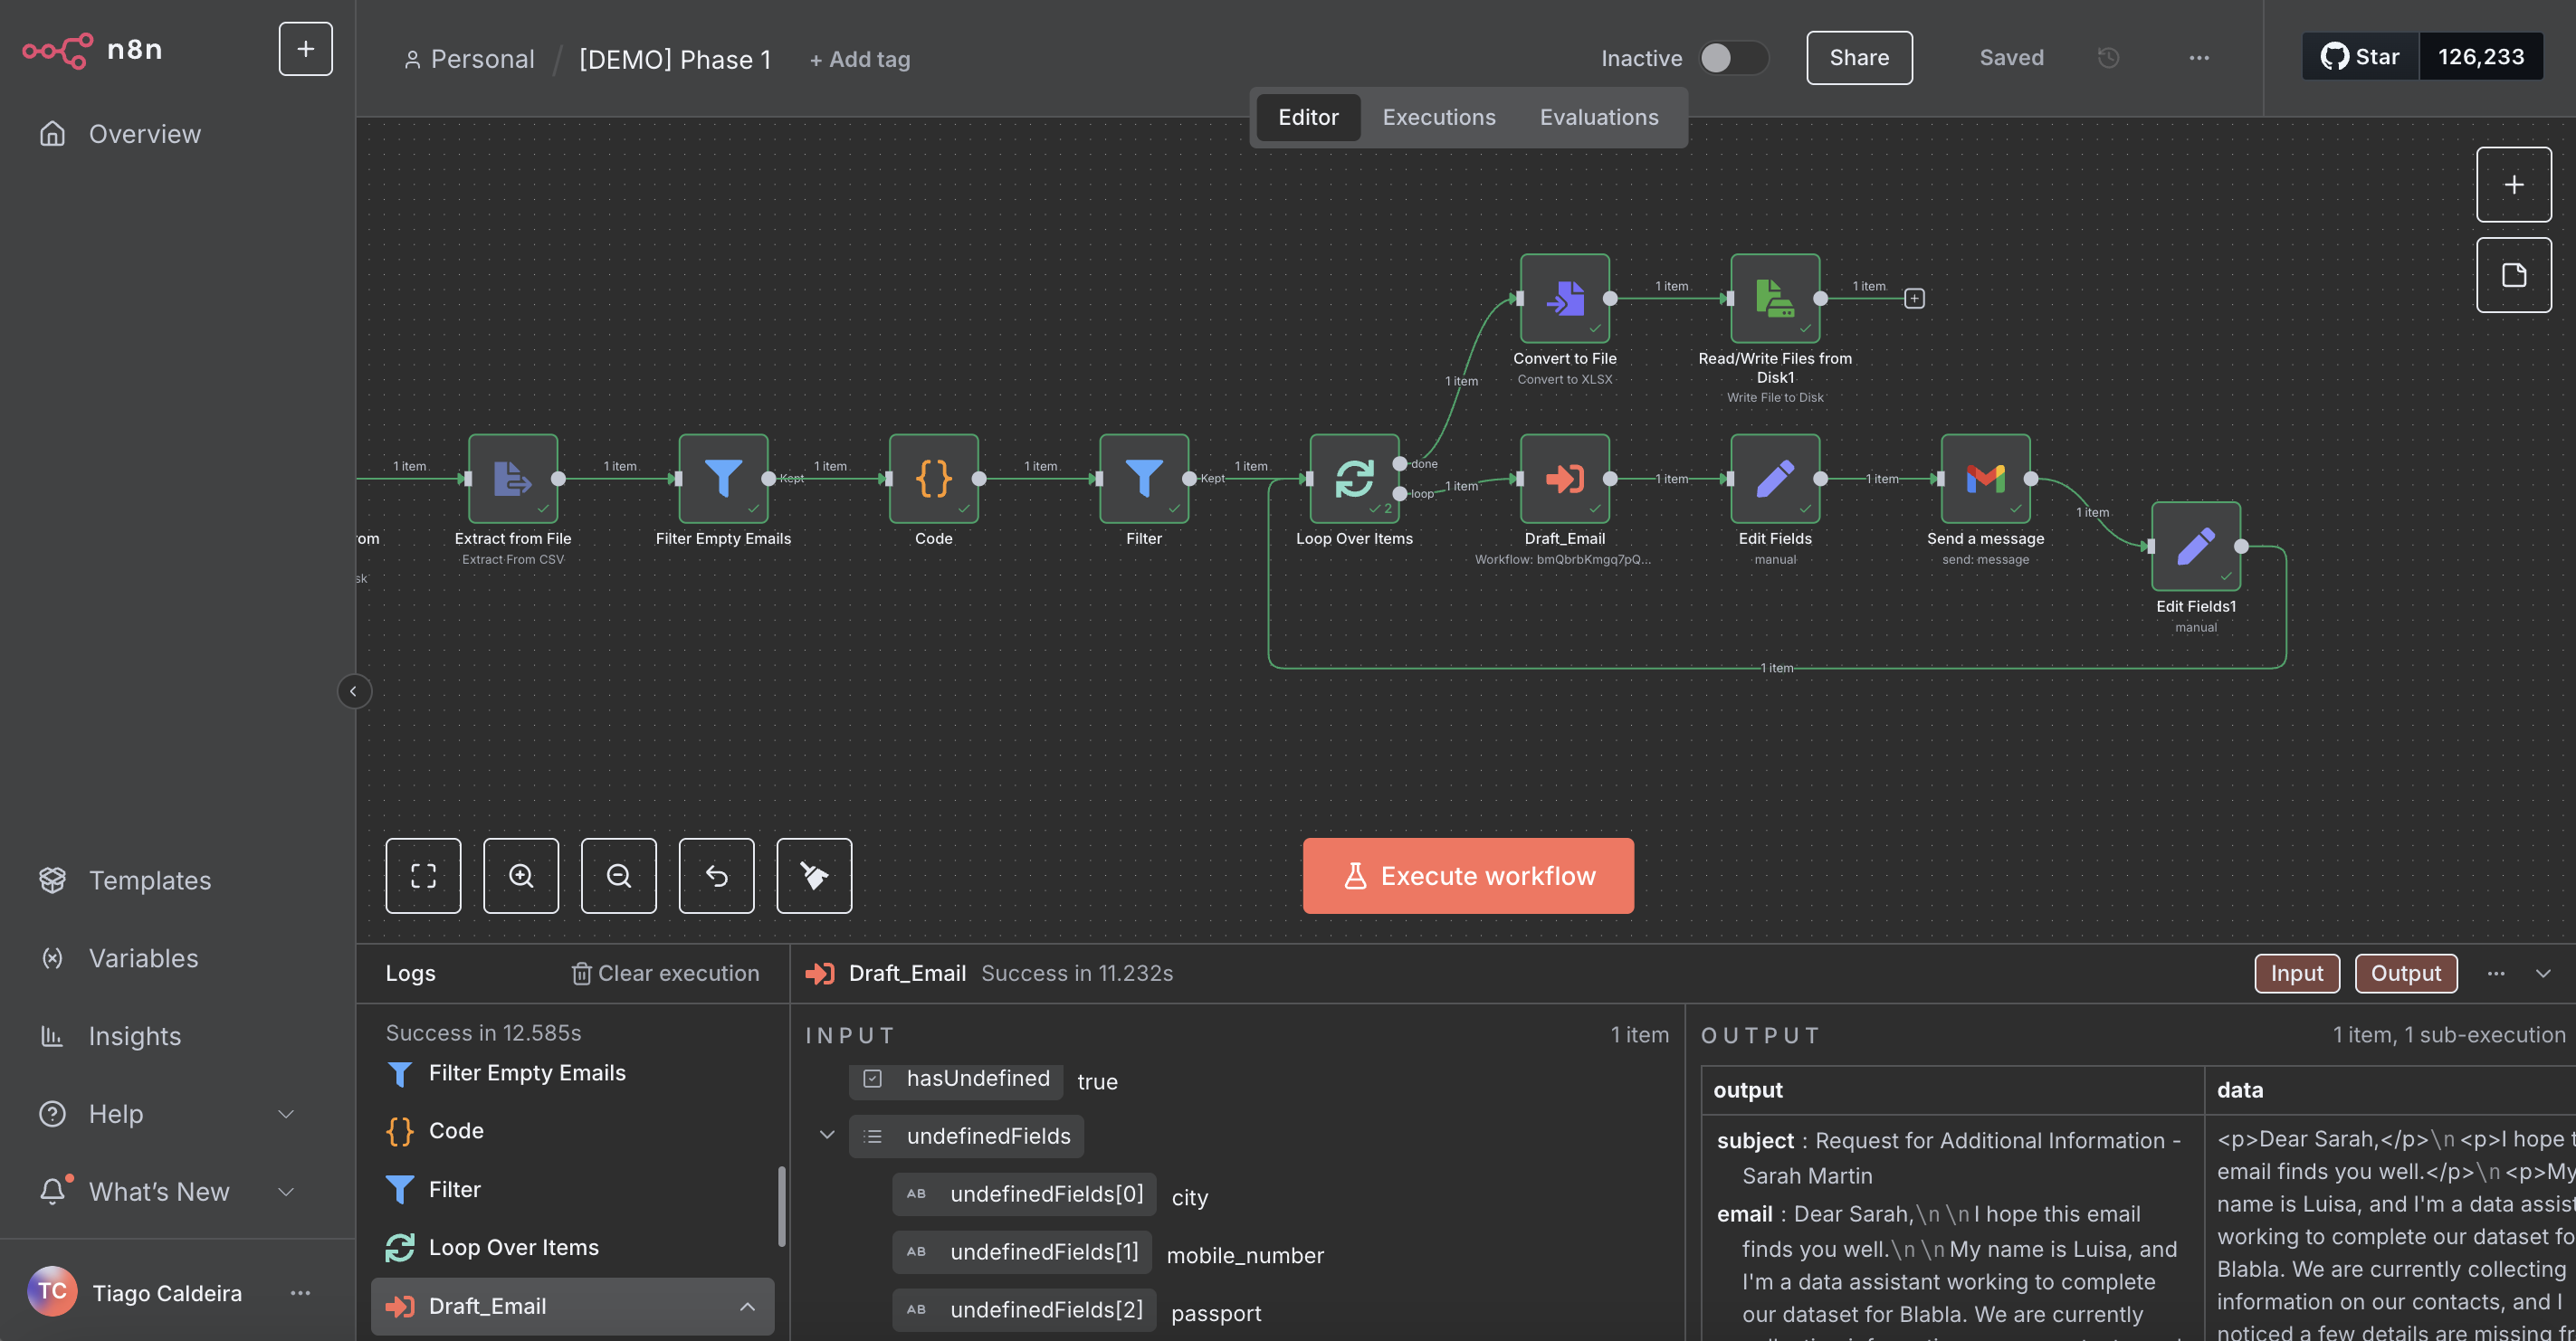 n8n
Overview
Templates
Variables
Insights
Help
What's New
TC
Tiago Caldeira
Personal / [DEMO] Phase 1 + Add tag
Inactive
Share
Saved
Star 126,233
Editor Executions Evaluations
1 item
1 item
Convert to File
Convert to XLSX
Read/Write Files from
Disk1
Write File to Disk
1 item
1 item
1 item
Kept
1 item
1 item
Kept
1 item
done
loop
1 item
1 item
1 item
1 item
2
om
sk
Extract from File
Extract From CSV
Filter Empty Emails
Code
Filter
Loop Over Items
Draft_Email
Workflow: bmQbrbKmgq7pQ...
Edit Fields
manual
Send a message
send: message
Edit Fields1
manual
1 item
Execute workflow
Logs
Clear execution
Success in 12.585s
Filter Empty Emails
Code
Filter
Loop Over Items
Draft_Email
Draft_Email Success in 11.232s
Input
Output
INPUT
1 item
hasUndefined true
undefinedFields
AB undefinedFields[0] city
AB undefinedFields[1] mobile_number
AB undefinedFields[2] passport
OUTPUT
1 item, 1 sub-execution
output
subject : Request for Additional Information -
Sarah Martin
email : Dear Sarah,\n \n I hope this email
finds you well.\n \n My name is Luisa, and
I'm a data assistant working to complete
our dataset for Blabla. We are currently
data
<p>Dear Sarah,</p>\n <p>I hope t
email finds you well.</p>\n <p>My
name is Luisa, and I'm a data assist
working to complete our dataset fo
Blabla. We are currently collecting
information on our contacts, and I
noticed a few details are missing f